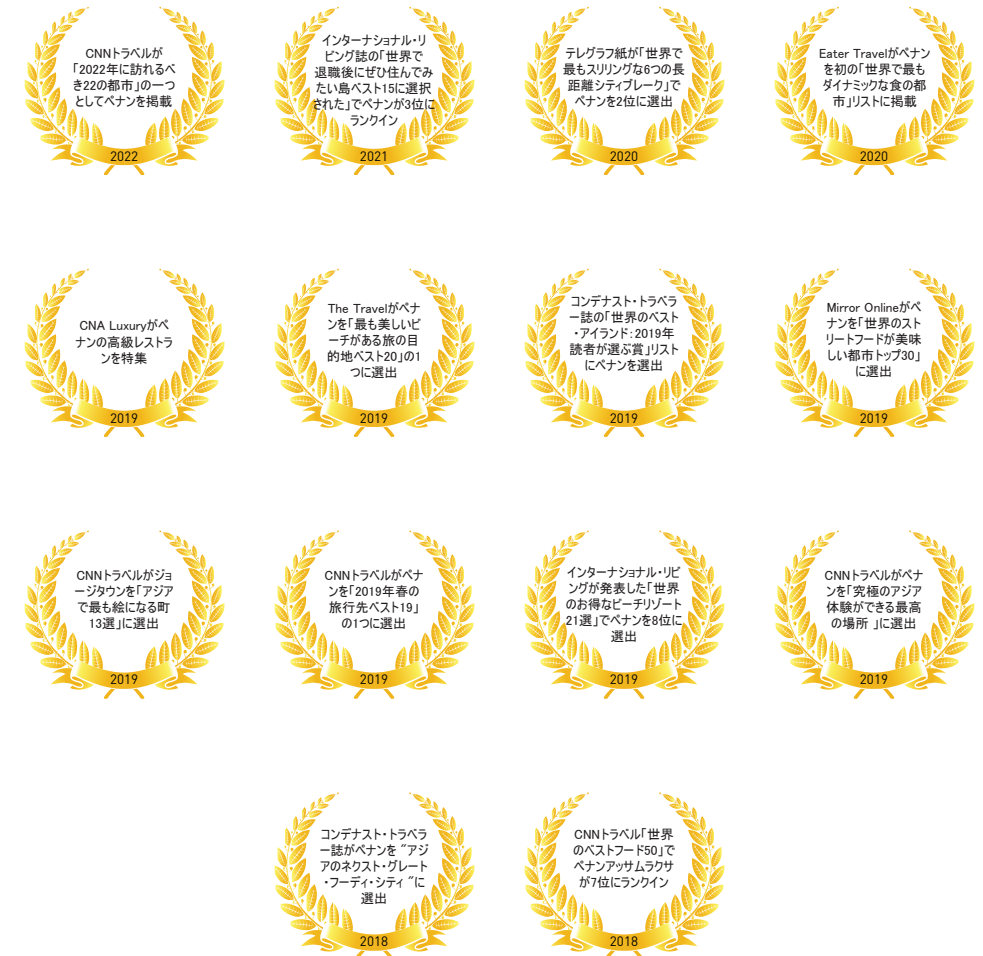 CNNトラベルが
「2022年に訪れるべ
き22の都市」の一つ
としてペナンを掲載
2022
インターナショナル・リ
ビング誌の「世界で
退職後にぜひ住んでみ
たい島ベスト15に選択
された」でペナンが3位に
ランクイン
2021
テレグラフ紙が「世界で
最もスリリングな6つの長
距離シティブレーク」で
ペナンを2位に選出
2020
Eater Travelがペナン
を初の「世界で最も
ダイナミックな食の都
市」リストに掲載
2020
CNA Luxuryがペ
ナンの高級レストラ
ンを特集
2019
The Travelがペナ
ンを「最も美しいビ
ーチがある旅の目
的地ベスト20」の1
つに選出
2019
コンデナスト・トラベラ
ー誌の「世界のベスト
・アイランド：2019年
読者が選ぶ賞」リスト
にペナンを選出
2019
Mirror Onlineがペ
ナンを「世界のスト
リートフードが美味
しい都市トップ30」
に選出
2019
CNNトラベルがジョ
ージタウンを「アジア
で最も絵になる町
13選」に選出
2019
CNNトラベルがペナ
ンを「2019年春の
旅行先ベスト19」
の1つに選出
2019
インターナショナル・リビ
ングが発表した「世界
のお得なビーチリゾート
21選」でペナンを8位に
選出
2019
CNNトラベルがペナ
ンを「究極のアジア
体験ができる最高
の場所 」に選出
2019
コンデナスト・トラベラ
ー誌がペナンを "アジ
アのネクスト・グレート
・フーディ・シティ "に
選出
2018
CNNトラベル「世界
のベストフード50」で
ペナンアッサムラクサ
が7位にランクイン
2018